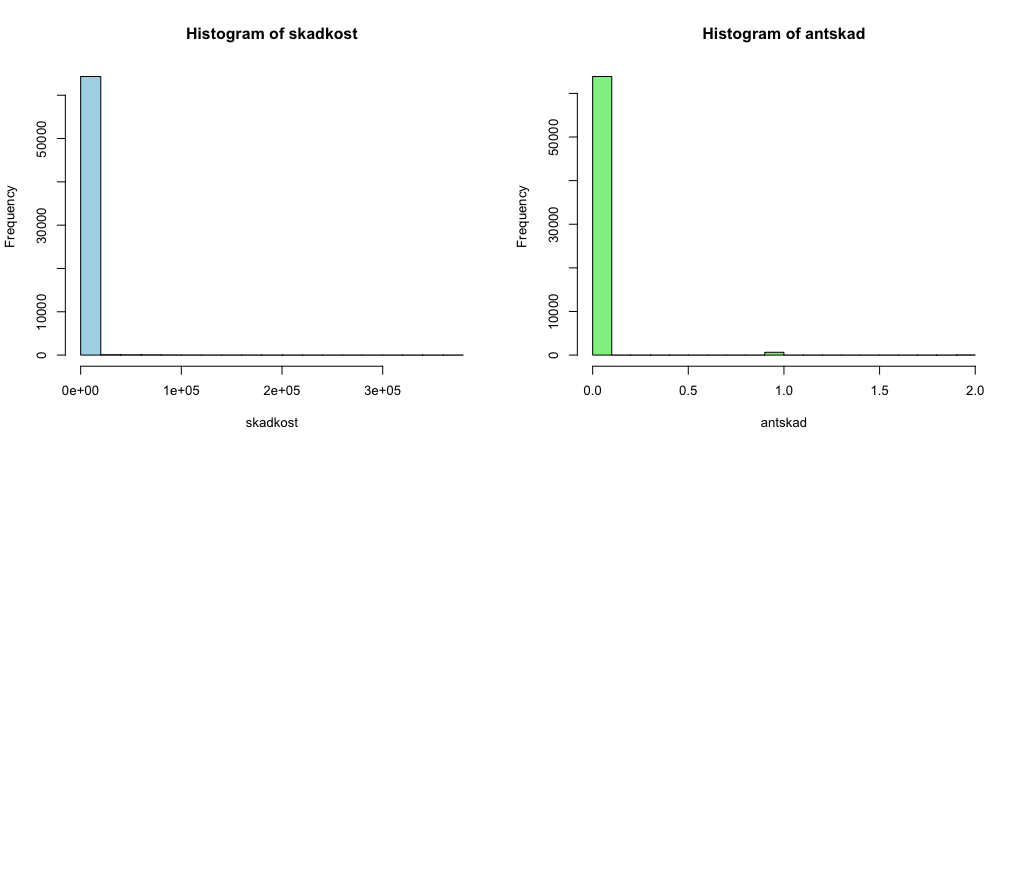 Histogram of skadkost
Frequency
50000
30000
10000
0
0e+00 1e+05 2e+05 3e+05
skadkost
Histogram of antskad
Frequency
50000
30000
10000
0
0.0 0.5 1.0 1.5 2.0
antskad